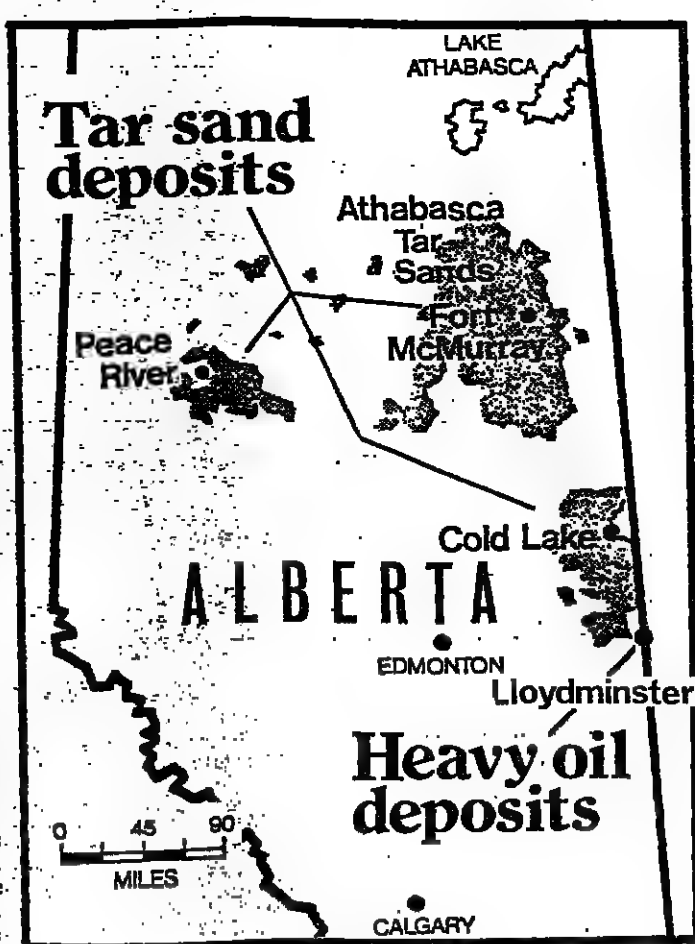 LAKE
ATHABASCA
Tar sand
deposits
Athabasca
Tar
Sands
Fort
McMurray
Peace
River
Cold Lake
ALBERTA
EDMONTON
Lloydminster
Heavy oil
deposits
0 45 90
MILES
CALGARY